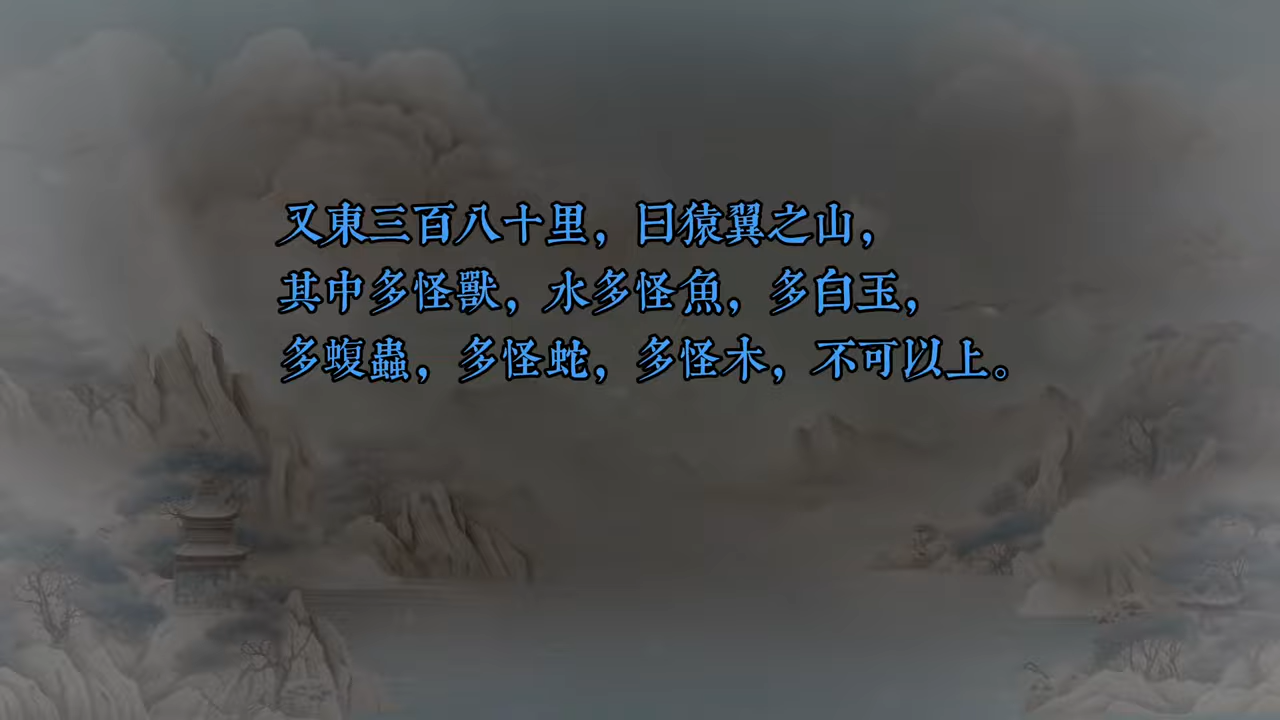 又東三百八十里，曰猿翼之山，
其中多怪獸，水多怪魚，多白玉，
多蝮蟲，多怪蛇，多怪木，不可以上。